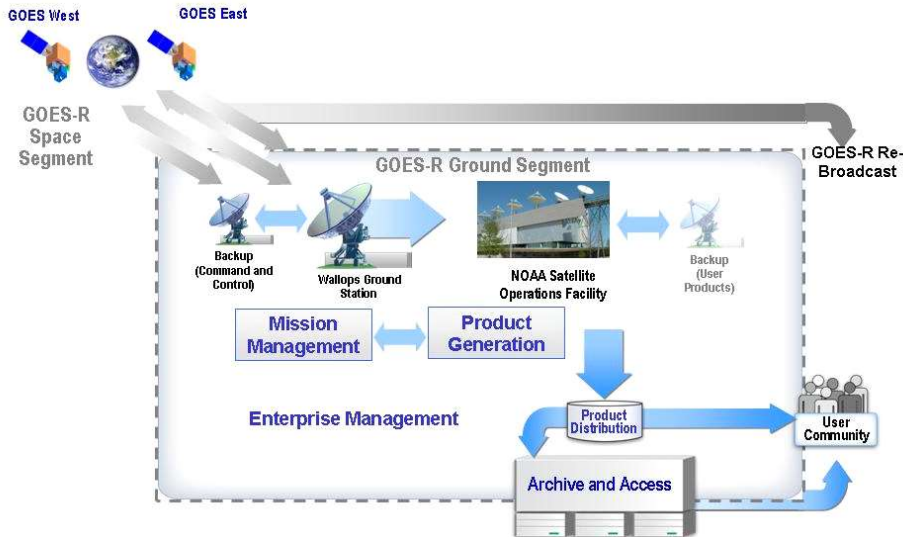 GOES West
GOES East
GOES-R
Space
Segment
GOES-R Ground Segment
GOES-R Re-
Broadcast
Backup
(Command and
Control)
Wallops Ground
Station
NOAA Satellite
Operations Facility
Backup
(User
Products)
Mission
Management
Product
Generation
Enterprise Management
Product
Distribution
User
Community
Archive and Access